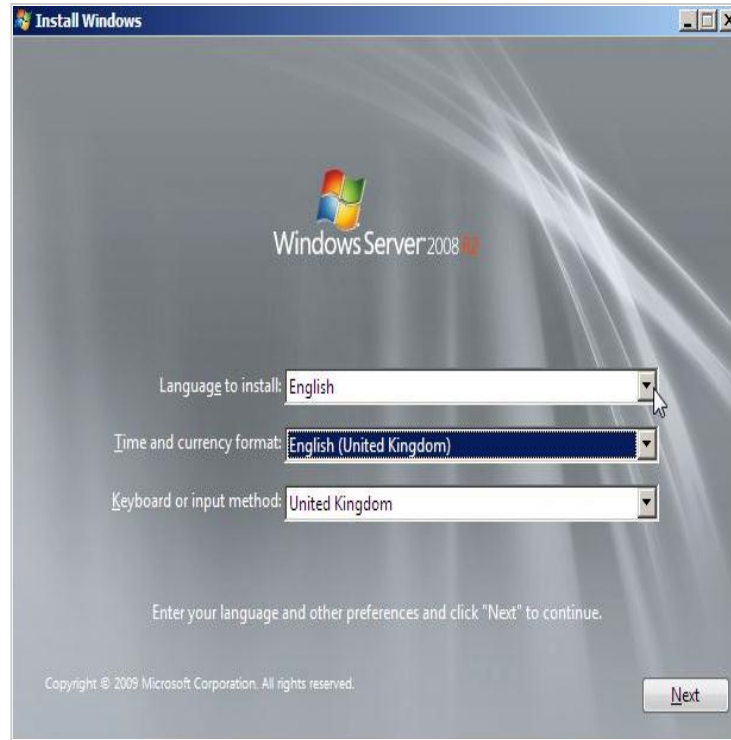 Install Windows
Windows Server 2008 R2
Language to install: English
Time and currency format: English (United Kingdom)
Keyboard or input method: United Kingdom
Enter your language and other preferences and click "Next" to continue.
Copyright © 2009 Microsoft Corporation. All rights reserved.
Next